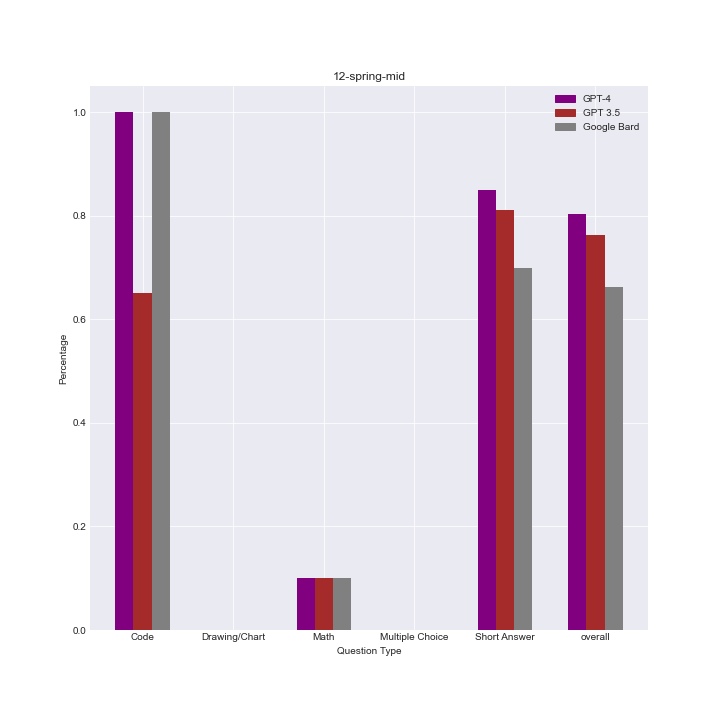 12-spring-mid
GPT-4
GPT 3.5
Google Bard
Percentage
1.0
0.8
0.6
0.4
0.2
0.0
Code Drawing/Chart Math Multiple Choice Short Answer overall
Question Type